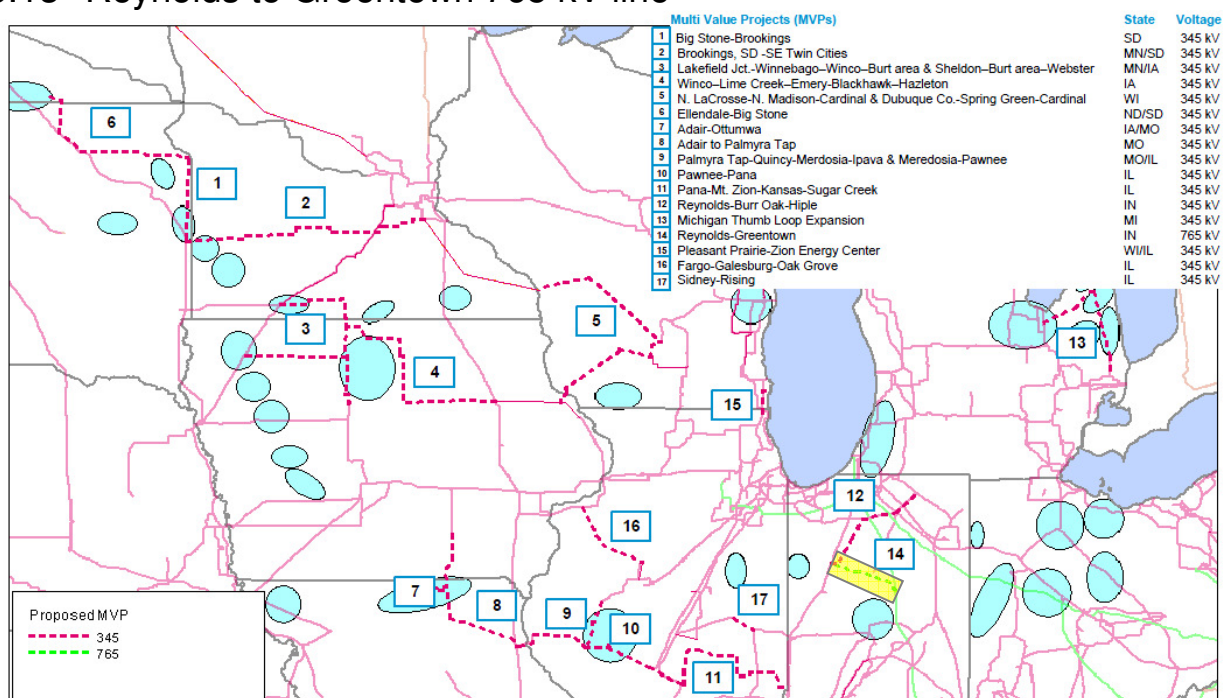 Reynolds to Greentown 765 kV line
Multi Value Projects (MVPs) State Voltage
1 Big Stone-Brookings SD 345 kV
2 Brookings, SD -SE Twin Cities MN/SD 345 kV
3 Lakefield Jct.-Winnebago–Winco–Burt area & Sheldon–Burt area–Webster MN/IA 345 kV
4 Winco–Lime Creek–Emery-Blackhawk–Hazleton IA 345 kV
5 N. LaCrosse-N. Madison-Cardinal & Dubuque Co.-Spring Green-Cardinal WI 345 kV
6 Ellendale-Big Stone ND/SD 345 kV
7 Adair-Ottumwa IA/MO 345 kV
8 Adair to Palmyra Tap MO 345 kV
9 Palmyra Tap-Quincy-Merdosia-Ipava & Meredosia-Pawnee MO/IL 345 kV
10 Pawnee-Pana IL 345 kV
11 Pana-Mt. Zion-Kansas-Sugar Creek IL 345 kV
12 Reynolds-Burr Oak-Hiple IN 345 kV
13 Michigan Thumb Loop Expansion MI 345 kV
14 Reynolds-Greentown IN 765 kV
15 Pleasant Prairie-Zion Energy Center WI/IL 345 kV
16 Fargo-Galesburg-Oak Grove IL 345 kV
17 Sidney-Rising IL 345 kV
6
1
2
3
5
13
4
15
12
16
14
7
8
9
10
17
11
Proposed MVP
345
765